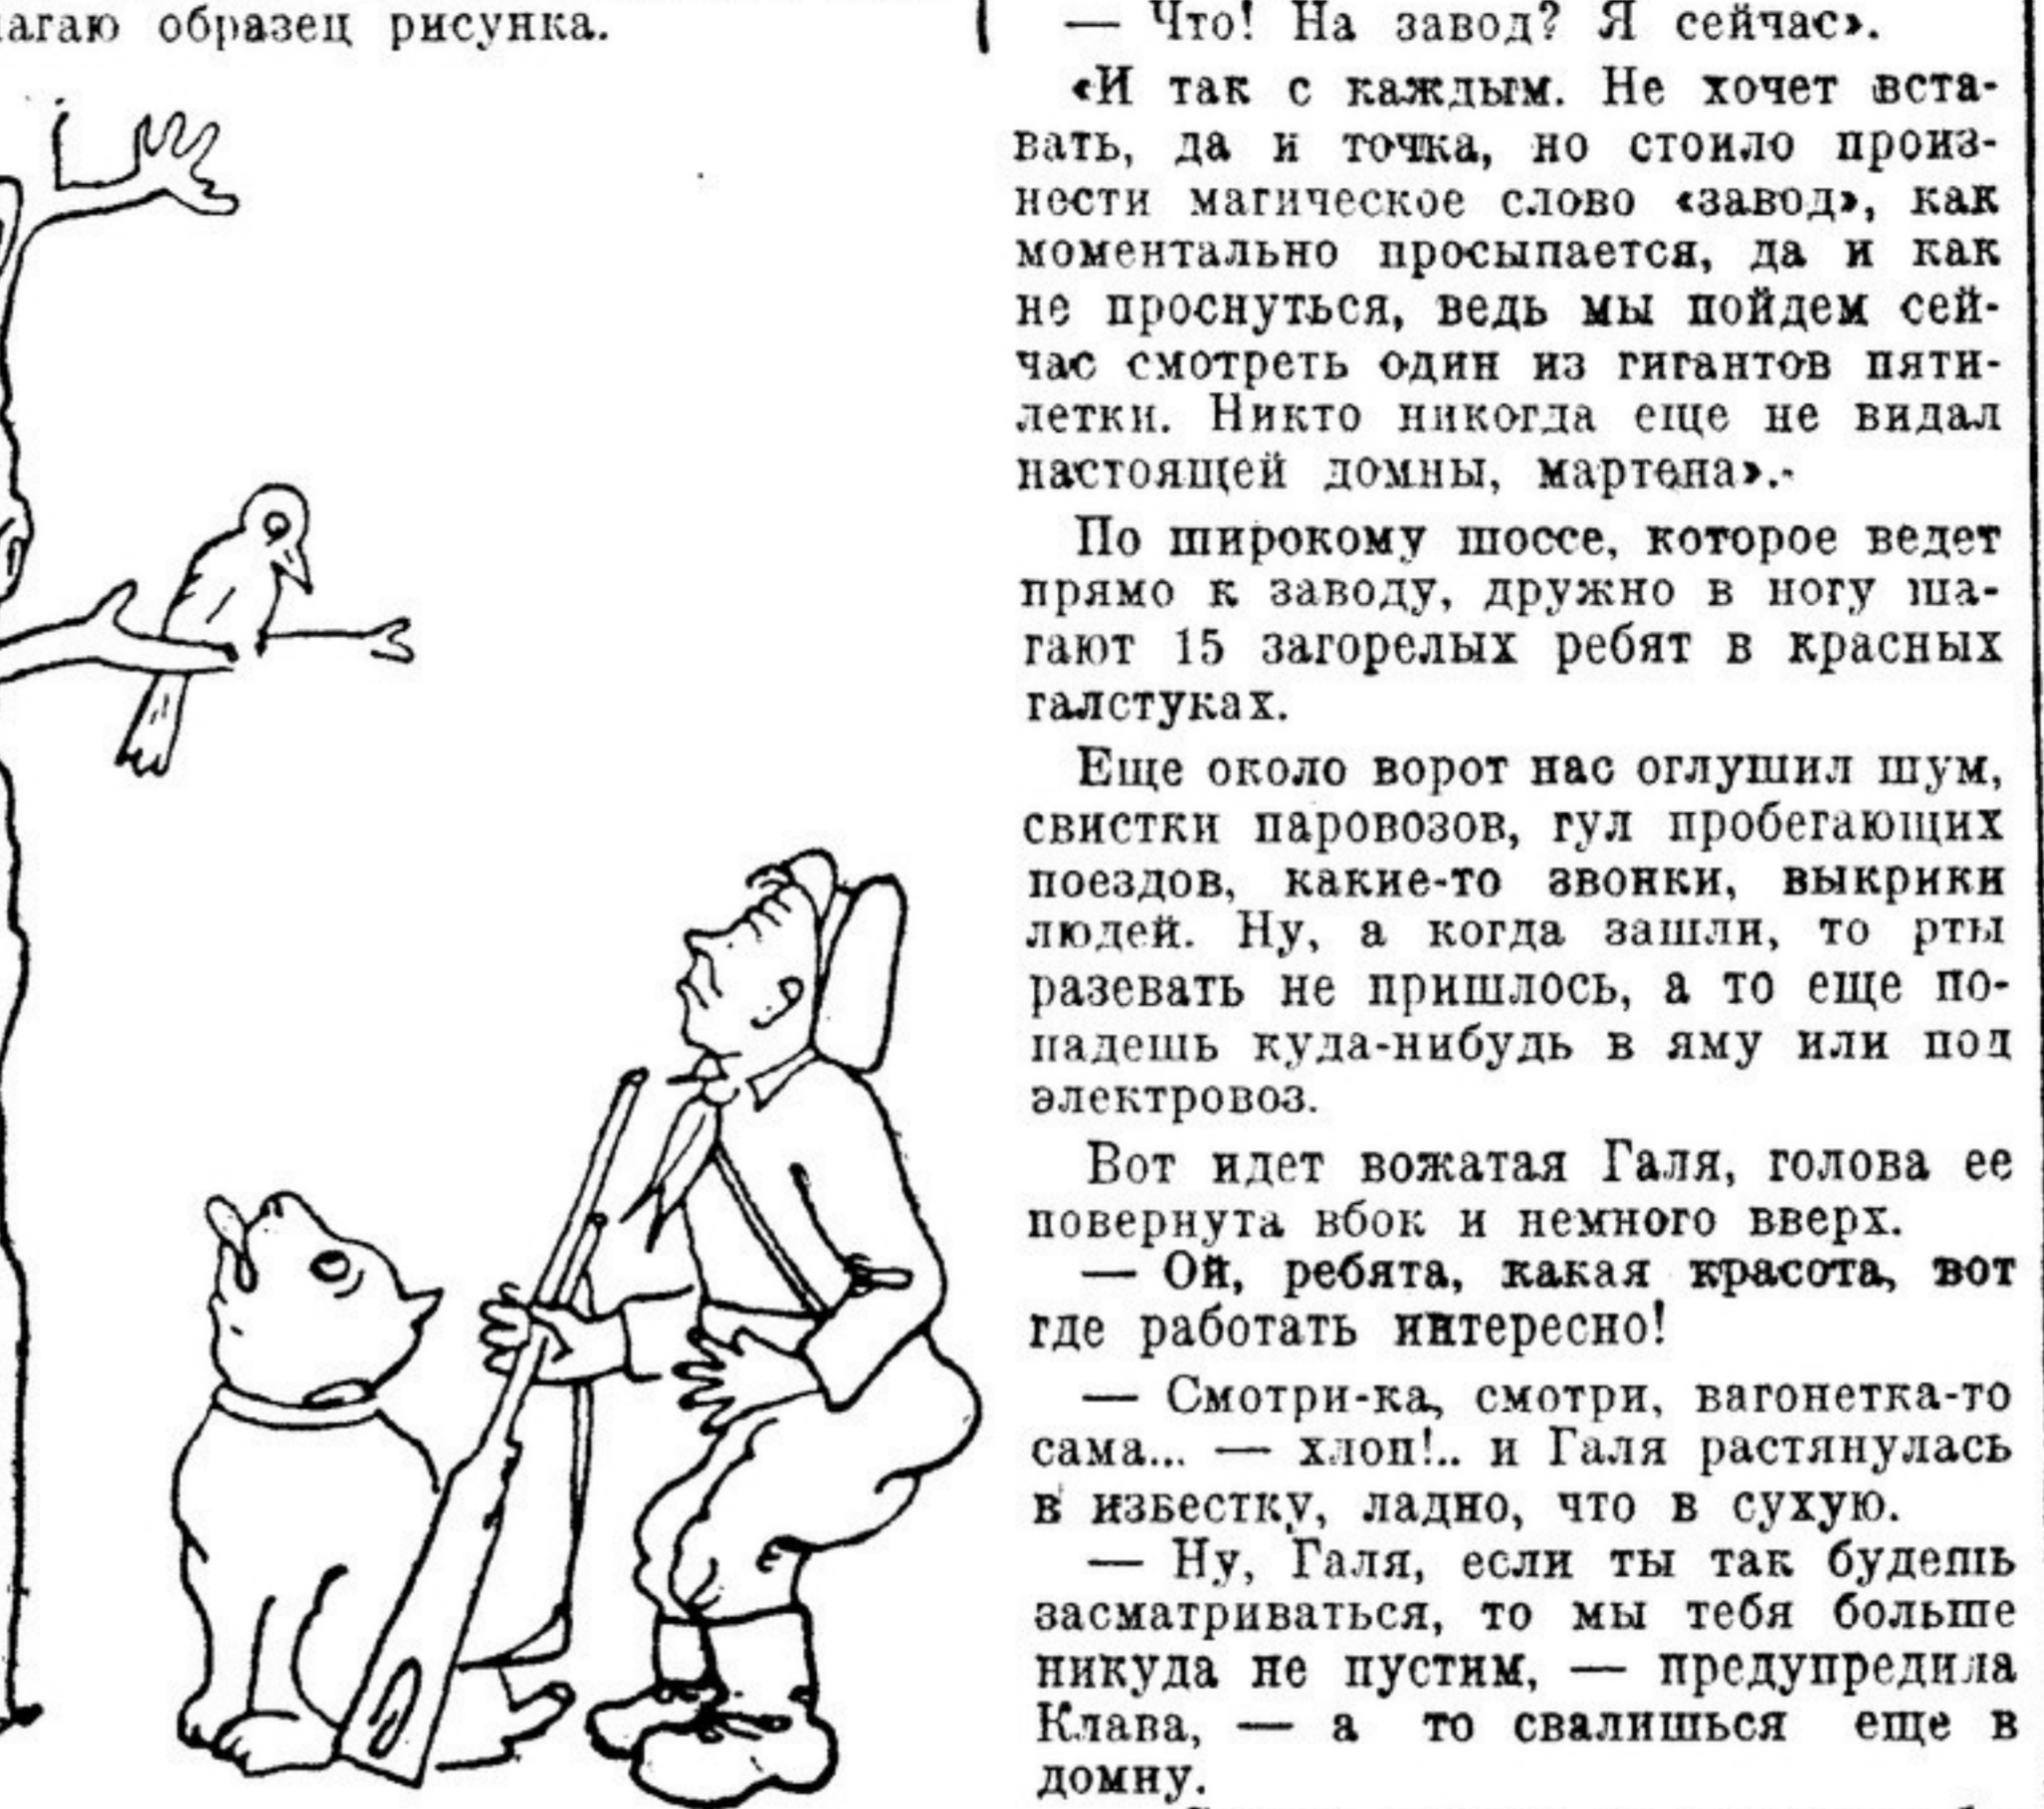 агаю образец рисунка.
— Что! На завод? Я сейчас».
«И так с каждым. Не хочет вста-
вать, да и точка, но стоило произ-
нести магическое слово «завод», как
моментально просыпается, да и как
не проснуться, ведь мы пойдем сей-
час смотреть один из гигантов пяти-
летки. Никто никогда еще не видал
настоящей домны, мартена».
По широкому шоссе, которое ведет
прямо к заводу, дружно в ногу ша-
гают 15 загорелых ребят в красных
галстуках.
Еще около ворот нас оглушил шум,
свистки паровозов, гул пробегающих
поездов, какие-то звонки, выкрики
людей. Ну, а когда зашли, то рты
разевать не пришлось, а то еще по-
падешь куда-нибудь в яму или под
электровоз.
Вот идет вожатая Галя, голова ее
повернута вбок и немного вверх.
— Ой, ребята, какая красота, вот
где работать интересно!
— Смотри-ка, смотри, вагонетка-то
сама... — хлоп!.. и Галя растянулась
в известку, ладно, что в сухую.
— Ну, Галя, если ты так будешь
засматриваться, то мы тебя больше
никуда не пустим, — предупредила
Клава, — а то свалишься еще в
домну.